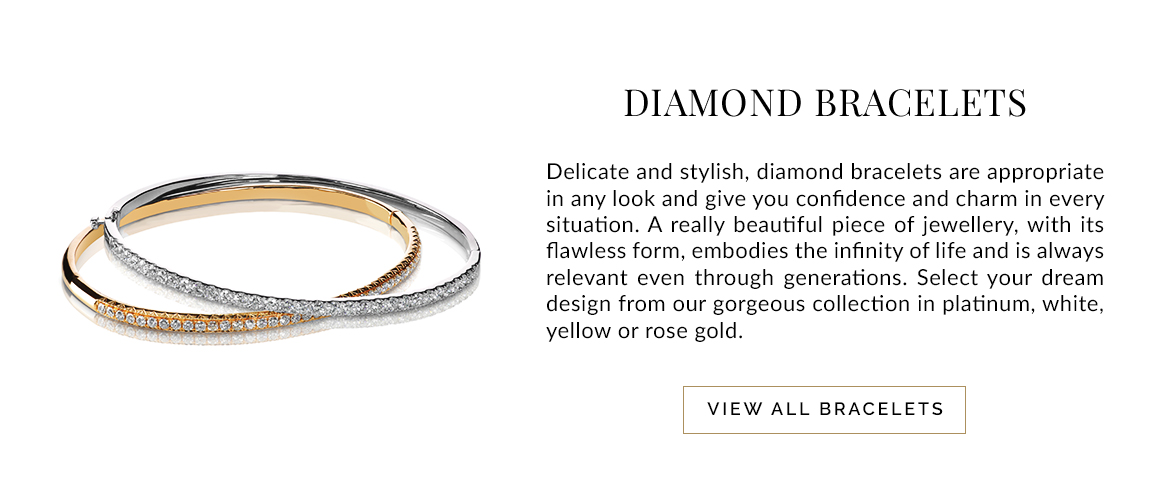 DIAMOND BRACELETS
Delicate and stylish, diamond bracelets are appropriate
in any look and give you confidence and charm in every
situation. A really beautiful piece of jewellery, with its
flawless form, embodies the infinity of life and is always
relevant even through generations. Select your dream
design from our gorgeous collection in platinum, white,
yellow or rose gold.
VIEW ALL BRACELETS